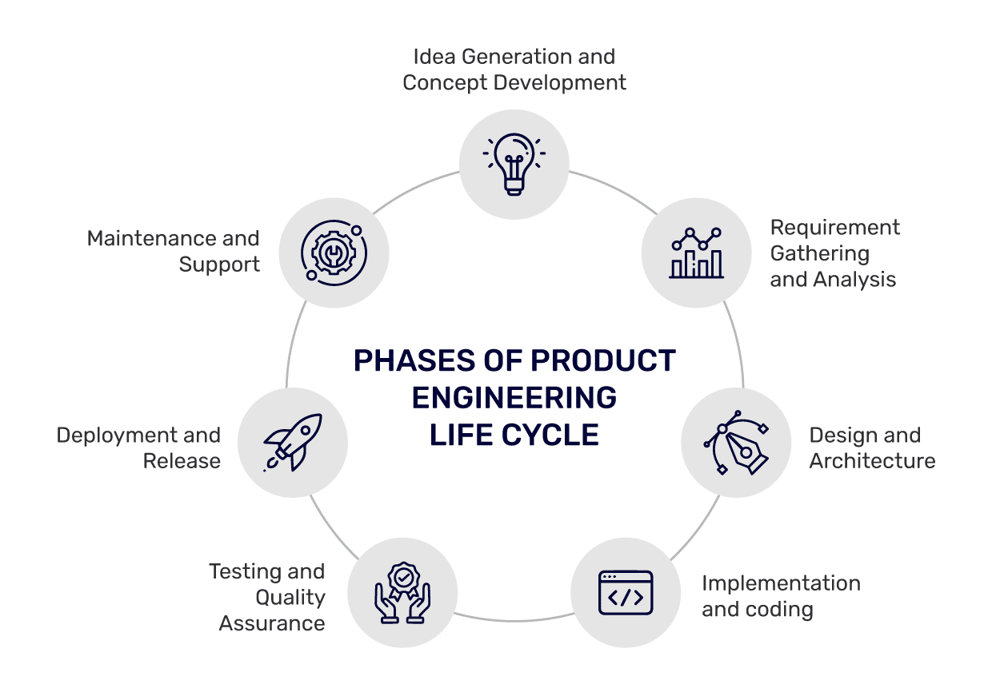 Idea Generation and
Concept Development
Requirement
Gathering
and Analysis
Design and
Architecture
Implementation
and coding
Testing and
Quality
Assurance
Deployment and
Release
Maintenance and
Support
PHASES OF PRODUCT
ENGINEERING
LIFE CYCLE